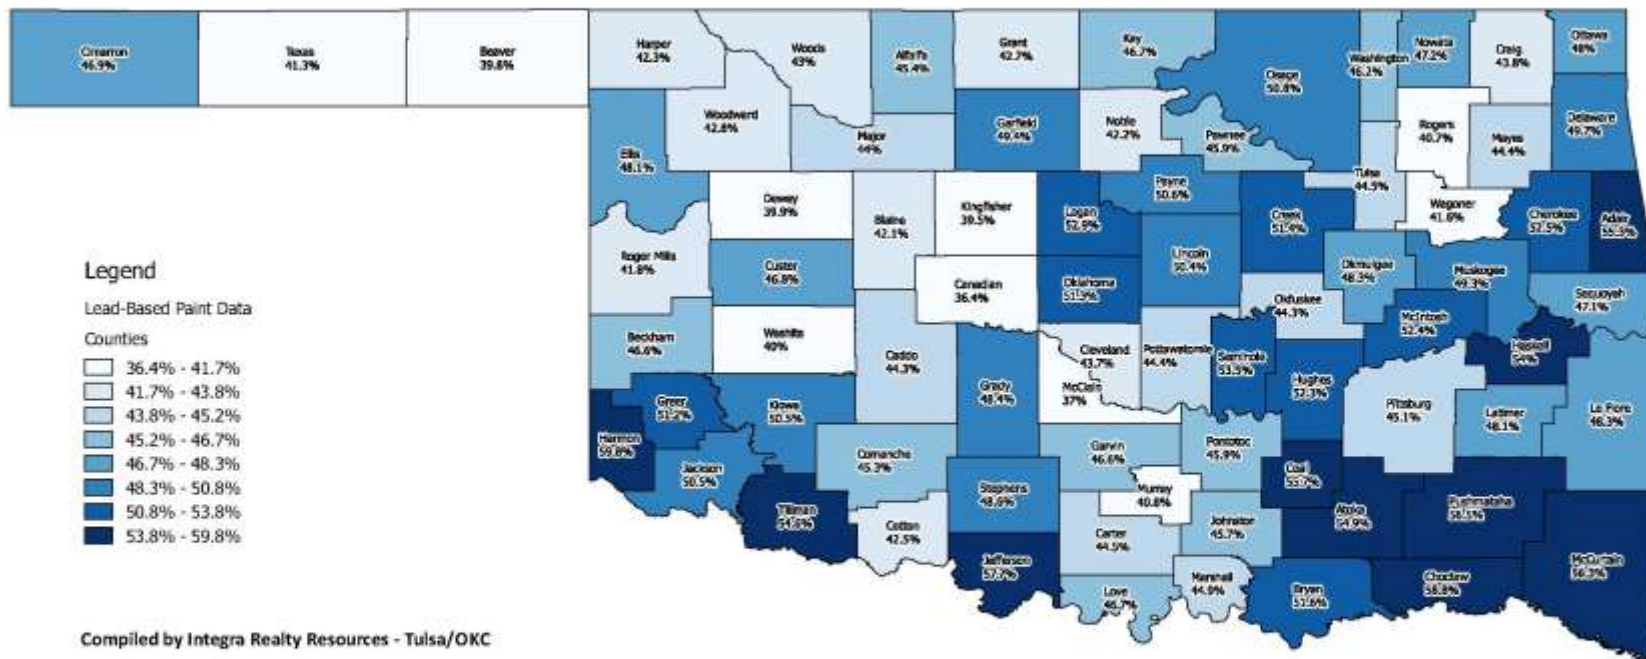 Cimarron
46.9%
Texas
41.3%
Beaver
39.8%
Harper
42.3%
Woods
43%
Alfalfa
45.4%
Grant
42.7%
Kay
46.7%
Osage
50.8%
Washington
46.2%
Nowata
47.2%
Craig
43.8%
Ottawa
48%
Woodward
42.8%
Ellis
48.1%
Major
44%
Garfield
49.4%
Noble
42.2%
Pawnee
45.9%
Rogers
40.7%
Mayes
44.4%
Delaware
49.7%
Tulsa
44.5%
Dewey
39.9%
Blaine
42.1%
Kingfisher
39.5%
Logan
52.9%
Payne
50.6%
Creek
51.4%
Wagoner
41.6%
Cherokee
52.5%
Adair
Roger Mills
41.8%
Custer
46.8%
Canadian
36.4%
Oklahoma
51.9%
Lincoln
50.4%
Okmulgee
48.3%
Muskogee
49.3%
Sequoyah
47.1%
Okfuskee
44.3%
McIntosh
52.4%
Beckham
46.6%
Washita
40%
Caddo
44.3%
Grady
48.4%
Cleveland
43.7%
McClain
37%
Pottawatomie
44.4%
Seminole
53.5%
Hughes
52.3%
Haskell
54%
Pittsburg
45.1%
Latimer
48.1%
Le Flore
48.3%
Greer
51.2%
Kiowa
50.5%
Harmon
59.8%
Jackson
50.5%
Comanche
45.3%
Garvin
46.6%
Pontotoc
45.9%
Coal
55.7%
Stephens
48.6%
Murray
40.8%
Tillman
54.8%
Cotton
42.5%
Carter
44.5%
Johnston
45.7%
Atoka
54.9%
Pushmataha
Jefferson
57.7%
Love
46.7%
Marshall
44.9%
Bryan
51.6%
Choctaw
58.8%
McCurtain
56.3%
Legend
Lead-Based Paint Data
Counties
36.4% - 41.7%
41.7% - 43.8%
43.8% - 45.2%
45.2% - 46.7%
46.7% - 48.3%
48.3% - 50.8%
50.8% - 53.8%
53.8% - 59.8%
Compiled by Integra Realty Resources - Tulsa/OKC